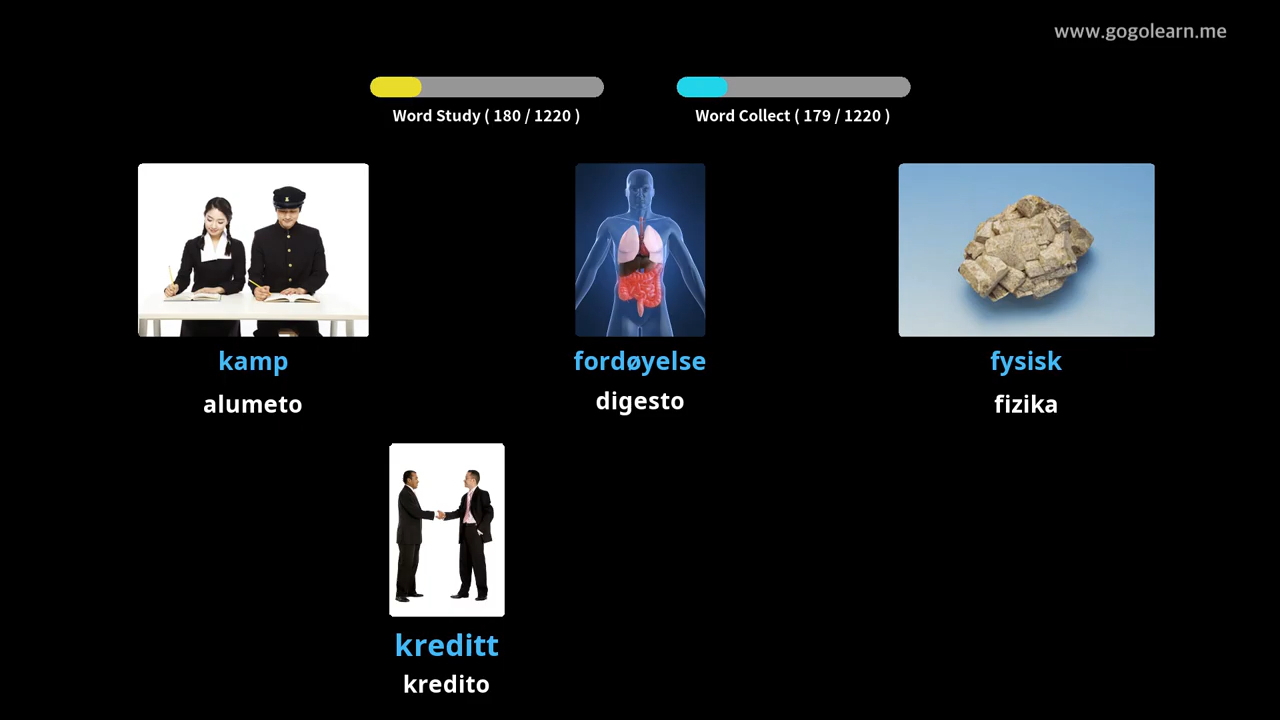 www.gogolearn.me
Word Study ( 180 / 1220 )
Word Collect ( 179 / 1220 )
kamp
fordøyelse
fysisk
alumeto
digesto
fizika
kreditt
kredito